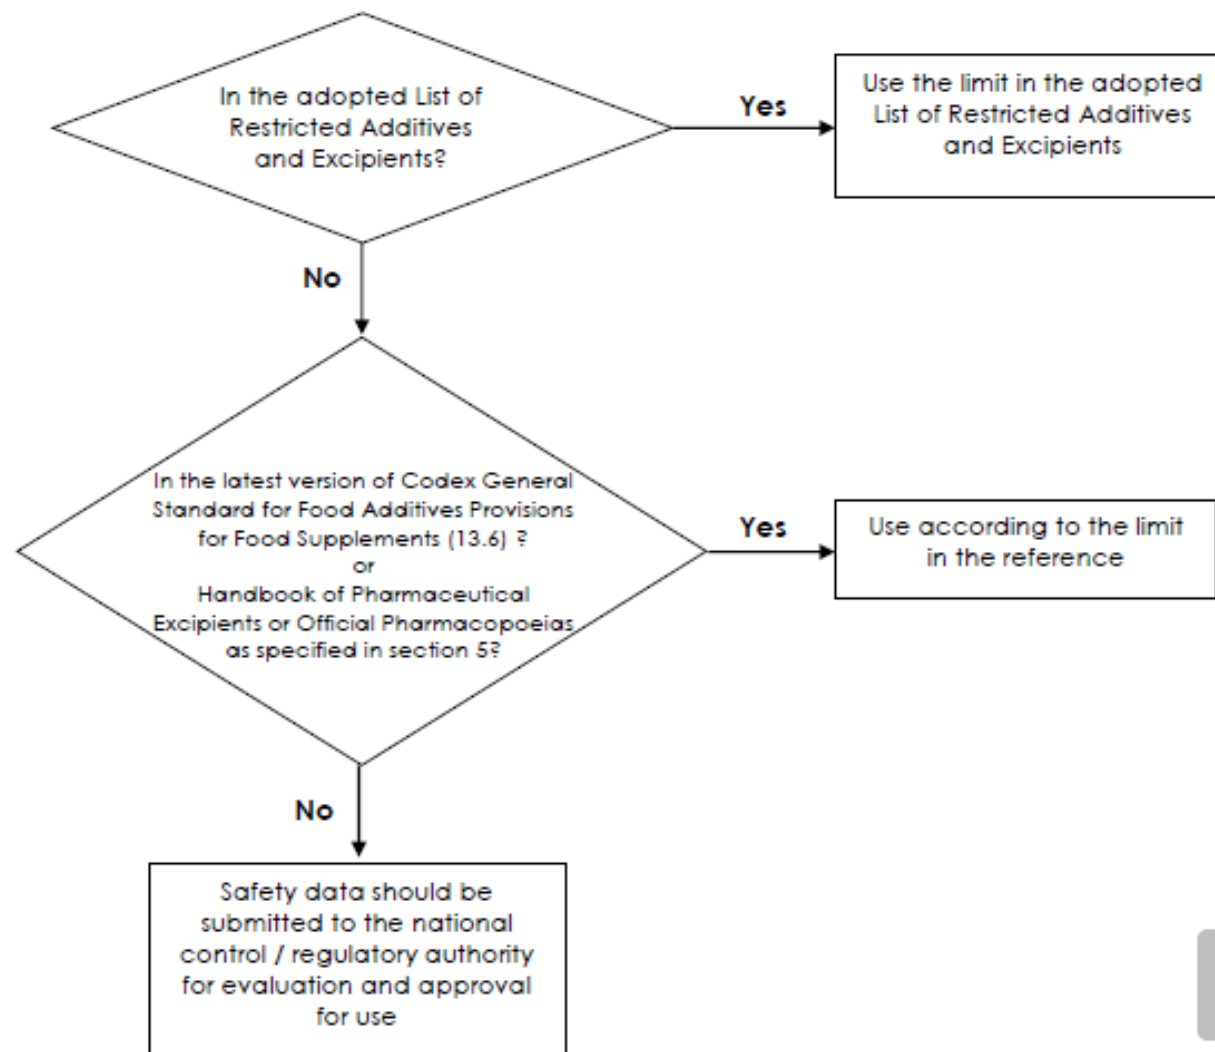 In the adopted List of
Restricted Additives
and Excipients?
Yes
Use the limit in the adopted
List of Restricted Additives
and Excipients
No
In the latest version of Codex General
Standard for Food Additives Provisions
for Food Supplements (13.6) ?
or
Handbook of Pharmaceutical
Excipients or Official Pharmacopoeias
as specified in section 5?
Yes
Use according to the limit
in the reference
No
Safety data should be
submitted to the national
control / regulatory authority
for evaluation and approval
for use